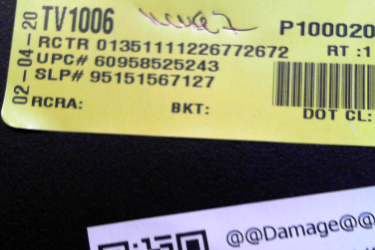 02-04-20
TV1006
P100020
RCTR 01351111226772672 RT :1
UPC# 60958525243
SLP# 95151567127
RCRA: BKT: DOT CL:
@@Damage@@